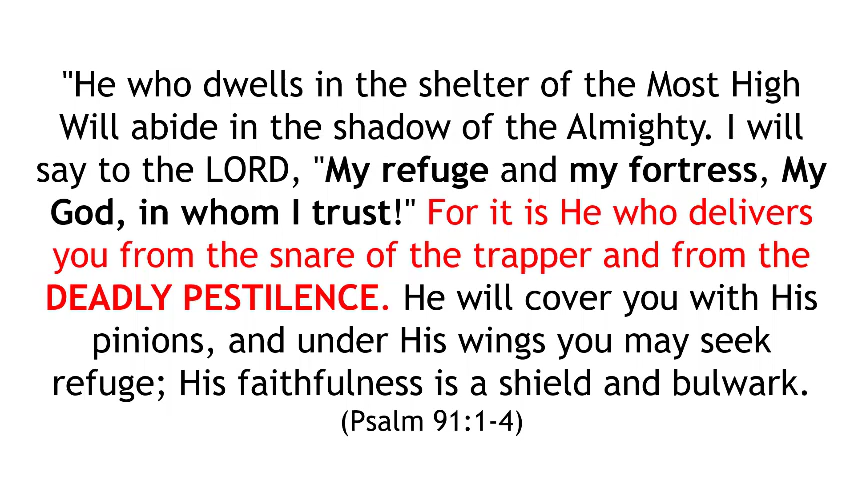 "He who dwells in the shelter of the Most High
Will abide in the shadow of the Almighty. I will
say to the LORD, "My refuge and my fortress, My
God, in whom I trust!" For it is He who delivers
you from the snare of the trapper and from the
DEADLY PESTILENCE. He will cover you with His
pinions, and under His wings you may seek
refuge; His faithfulness is a shield and bulwark.
(Psalm 91:1-4)